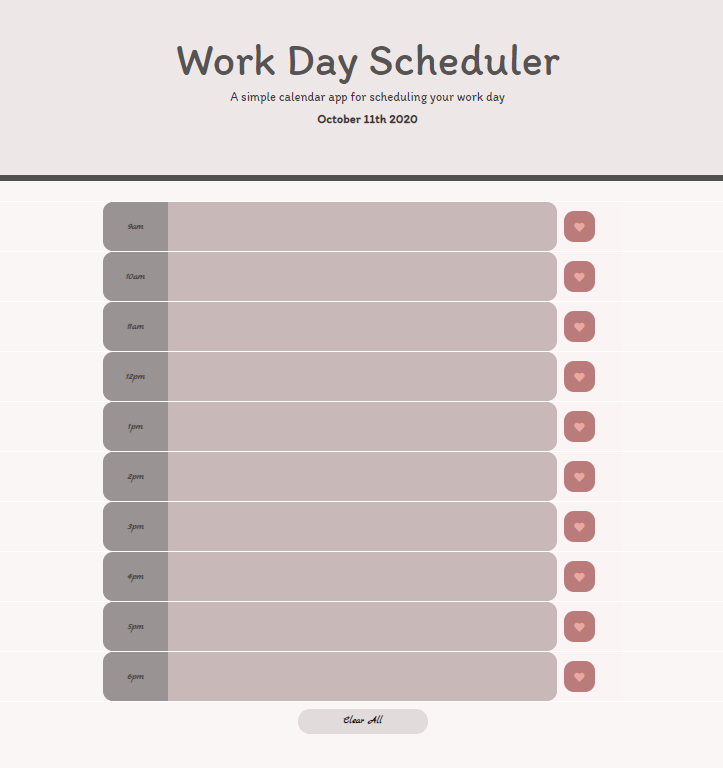 Work Day Scheduler
A simple calendar app for scheduling your work day
October 11th 2020
9am
10am
11am
12pm
1pm
2pm
3pm
4pm
5pm
6pm
Clear All